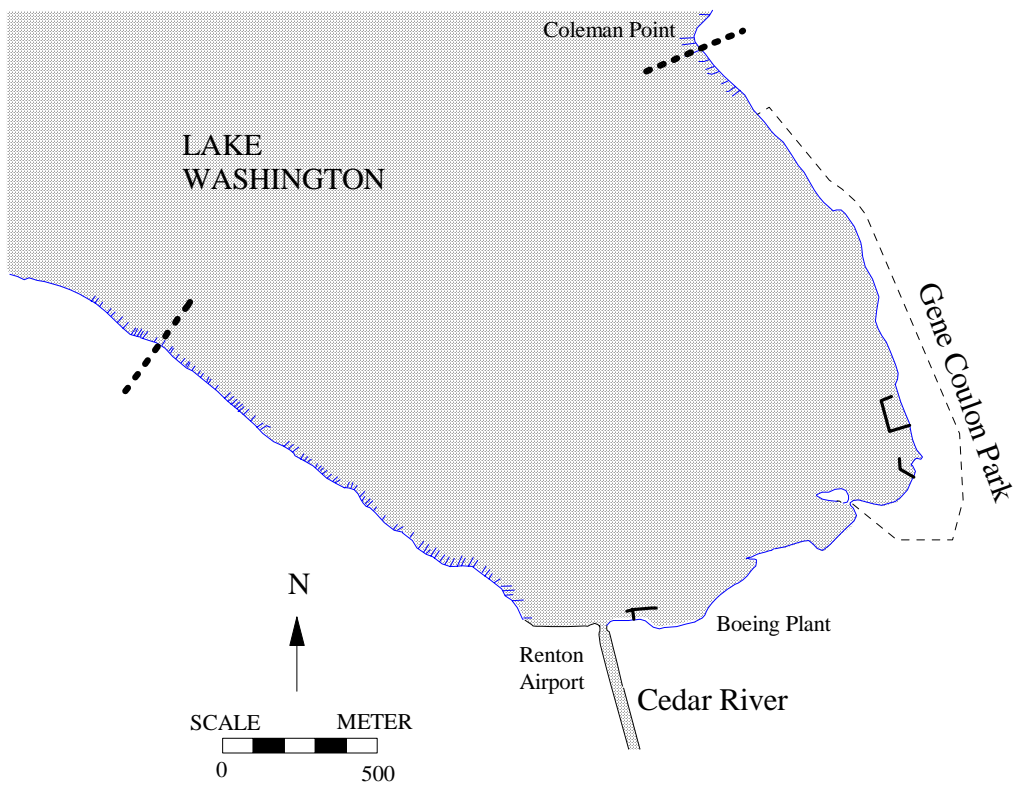 Coleman Point
LAKE
WASHINGTON
Gene Coulon Park
N
Boeing Plant
Renton
Airport
Cedar River
SCALE METER
0 500